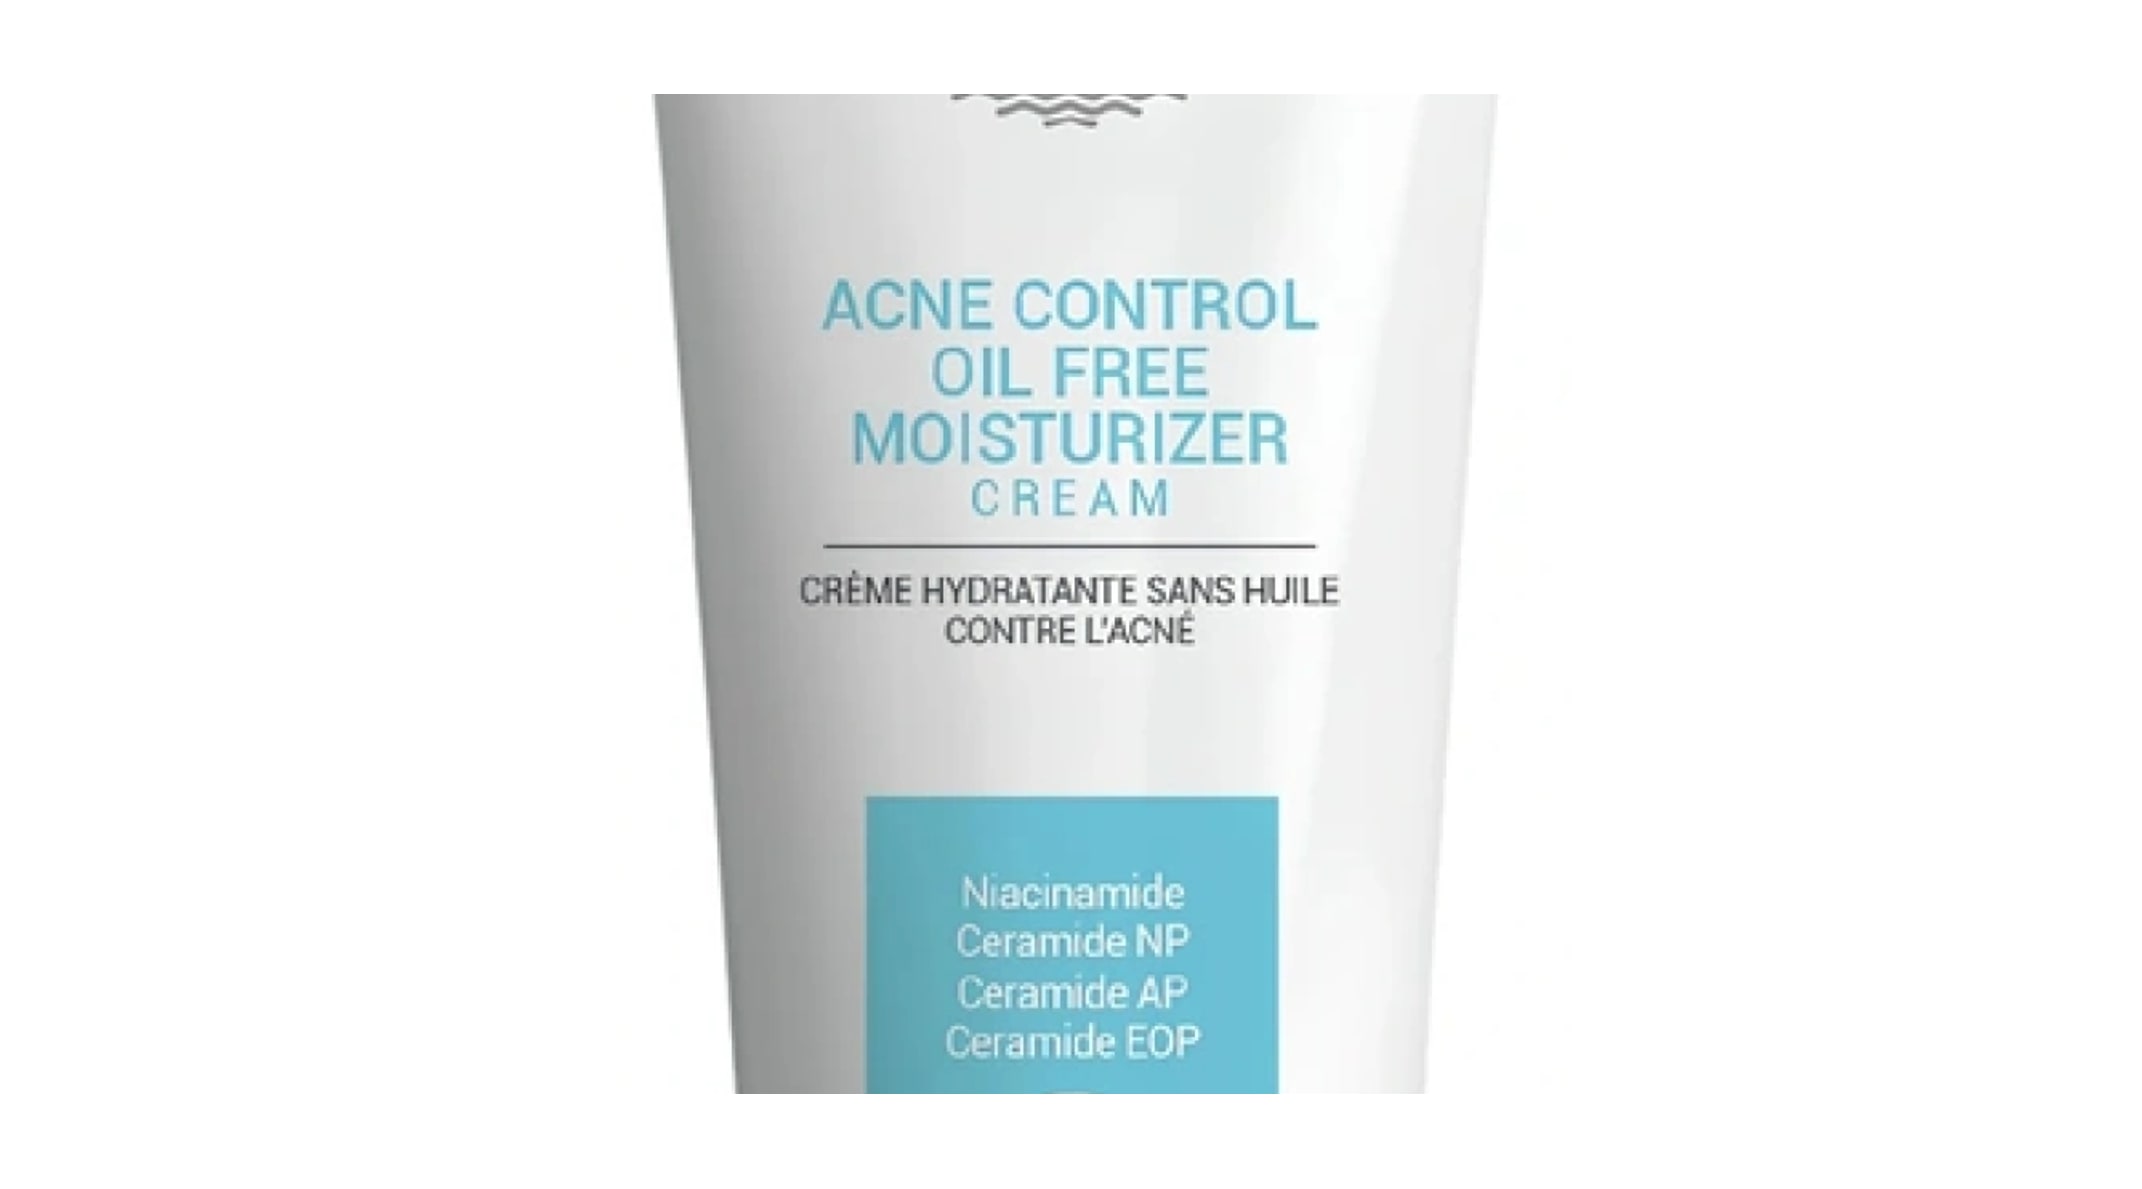 ACNE CONTROL
OIL FREE
MOISTURIZER
CREAM
CRÈME HYDRATANTE SANS HUILE
CONTRE L'ACNÉ
Niacinamide
Ceramide NP
Ceramide AP
Ceramide EOP